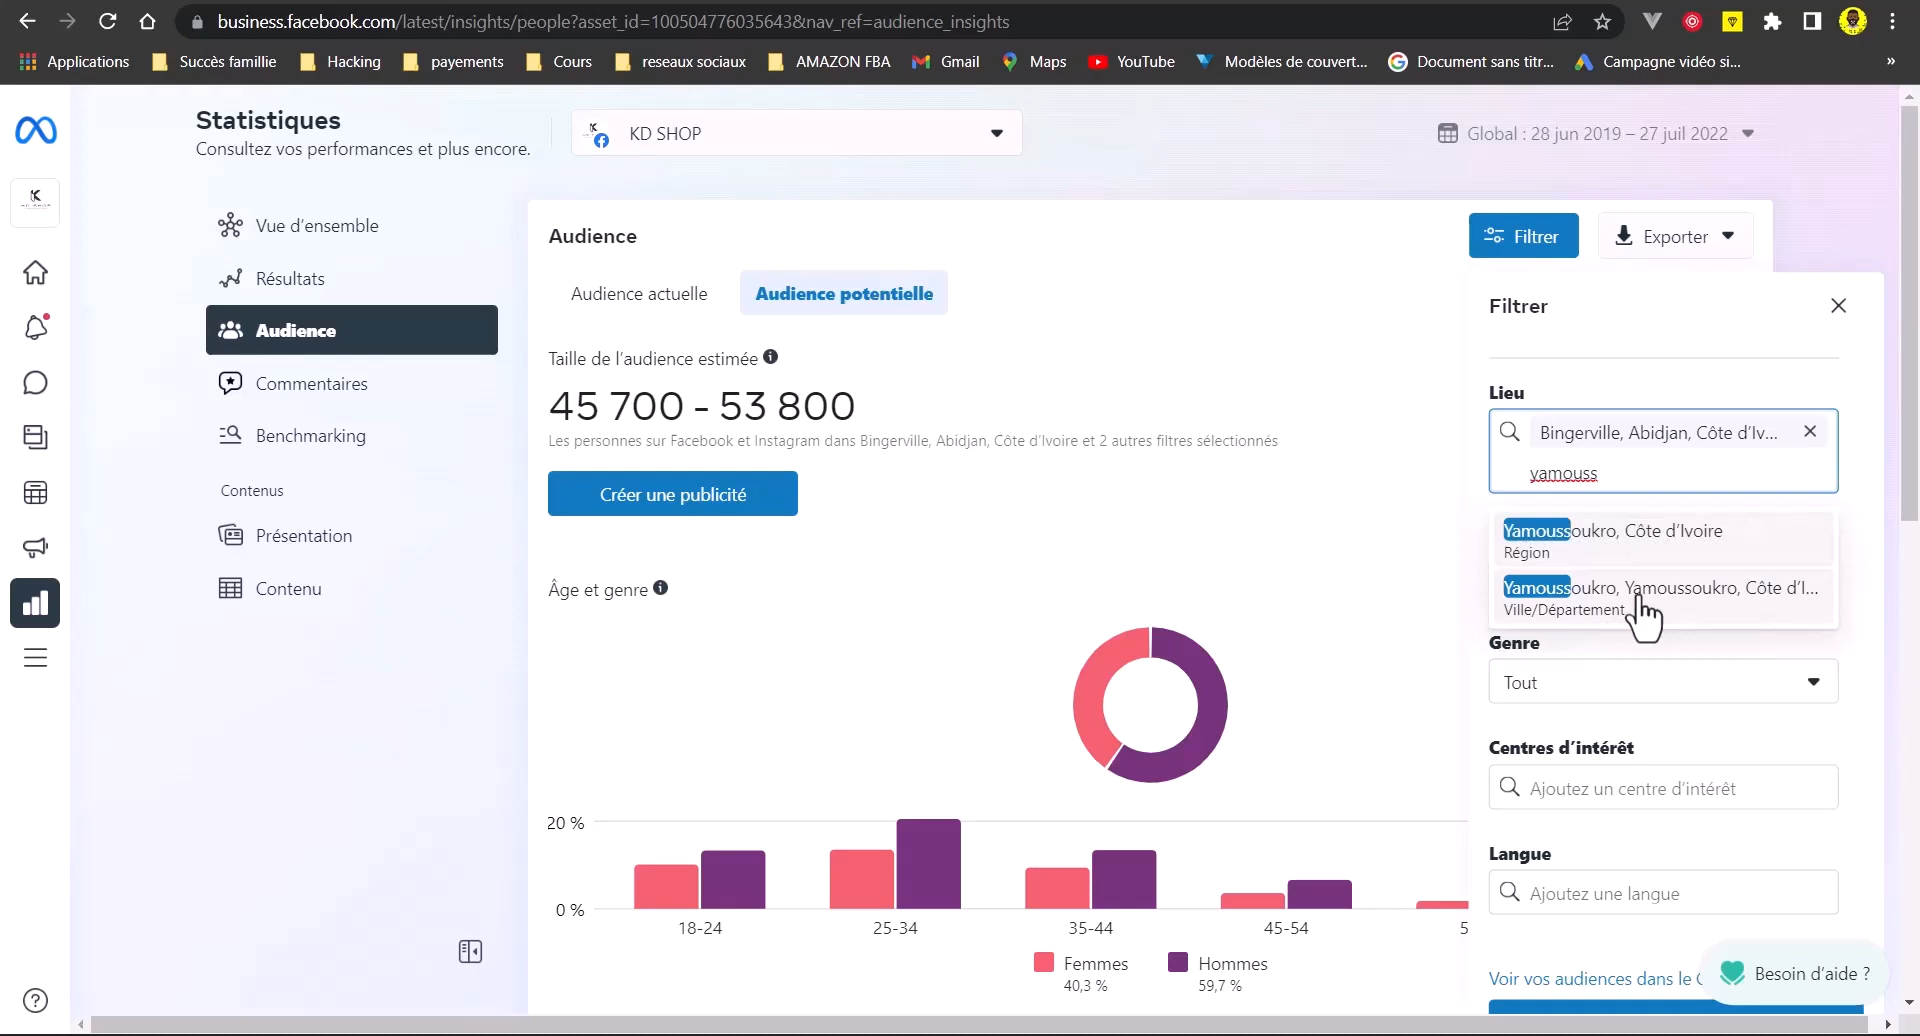 business.facebook.com/latest/insights/people?asset_id=100504776035643&nav_ref=audience_insights
Applications
Succès famillie
Hacking
payements
Cours
reseaux sociaux
AMAZON FBA
Gmail
Maps
YouTube
Modèles de couvert...
Document sans titr...
Campagne vidéo si...
»
Statistiques
Consultez vos performances et plus encore.
KD SHOP
Global : 28 jun 2019 – 27 juil 2022
Vue d'ensemble
Résultats
Audience
Commentaires
Benchmarking
Contenus
Présentation
Contenu
Audience
Filtrer
Exporter
Audience actuelle
Audience potentielle
Taille de l'audience estimée
45 700 - 53 800
Les personnes sur Facebook et Instagram dans Bingerville, Abidjan, Côte d'Ivoire et 2 autres filtres sélectionnés
Créer une publicité
Âge et genre
20 %
0 %
18-24
25-34
35-44
45-54
5
Femmes
40,3 %
Hommes
59,7 %
Filtrer
Lieu
Bingerville, Abidjan, Côte d'Iv...
yamouss
Yamoussoukro, Côte d'Ivoire
Région
Yamoussoukro, Yamoussoukro, Côte d'I...
Ville/Département
Genre
Tout
Centres d'intérêt
Ajoutez un centre d'intérêt
Langue
Ajoutez une langue
Voir vos audiences dans le
Besoin d'aide ?